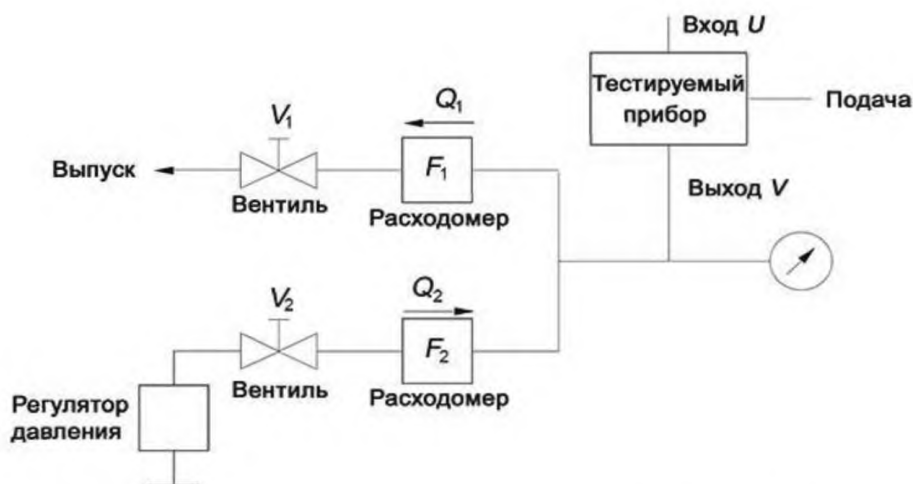 Вход U
Тестируемый
прибор
Подача
Q₁
V₁
Выпуск
F₁
Вентиль
Расходомер
Выход V
Q₂
V₂
F₂
Вентиль
Расходомер
Регулятор
давления